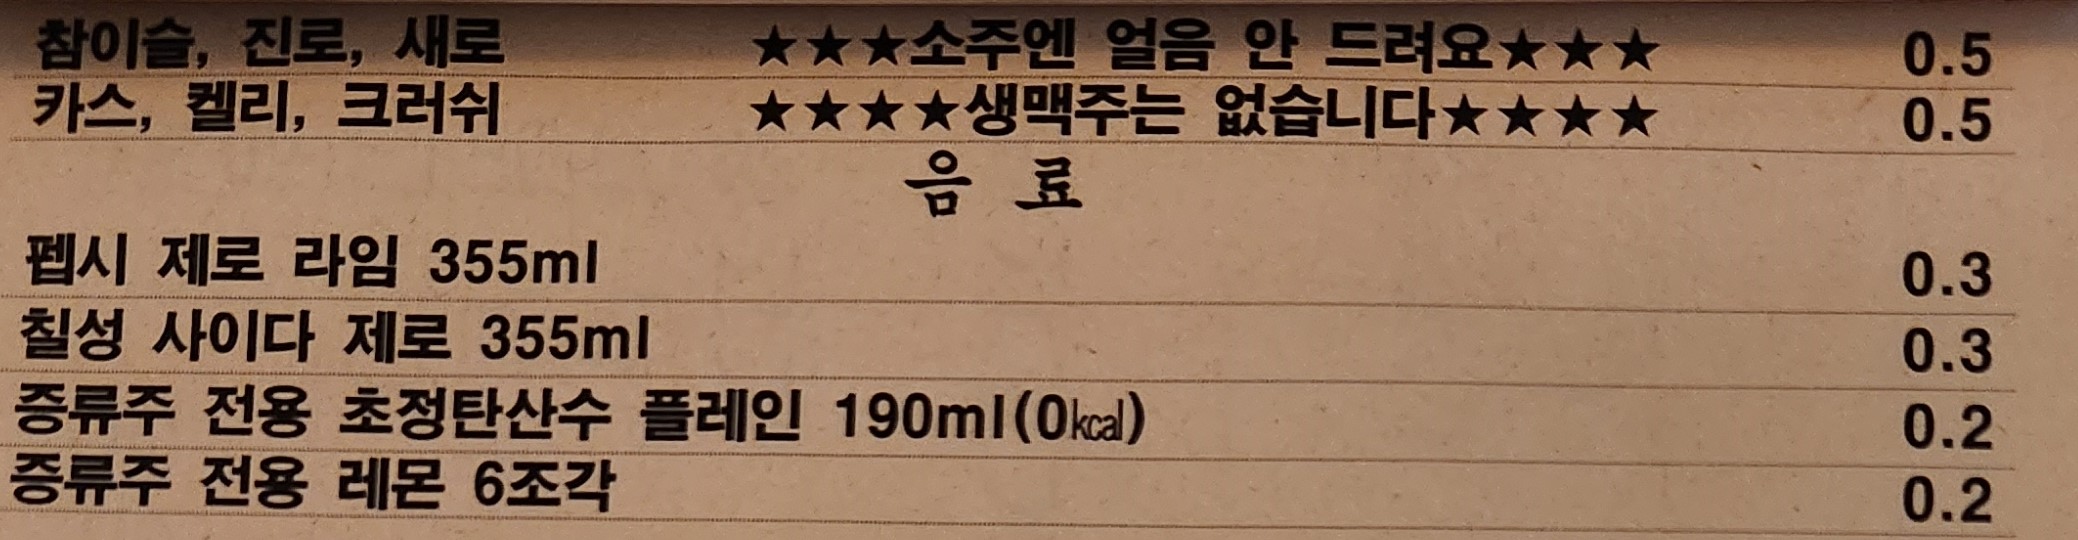 참이슬, 진로, 새로 ★★★소주엔 얼음 안 드려요★★★ 0.5
카스, 켈리, 크러쉬 ★★★★생맥주는 없습니다★★★★ 0.5
음 료
펩시 제로 라임 355ml 0.3
칠성 사이다 제로 355ml 0.3
증류주 전용 초정탄산수 플레인 190ml(0㎉) 0.2
증류주 전용 레몬 6조각 0.2